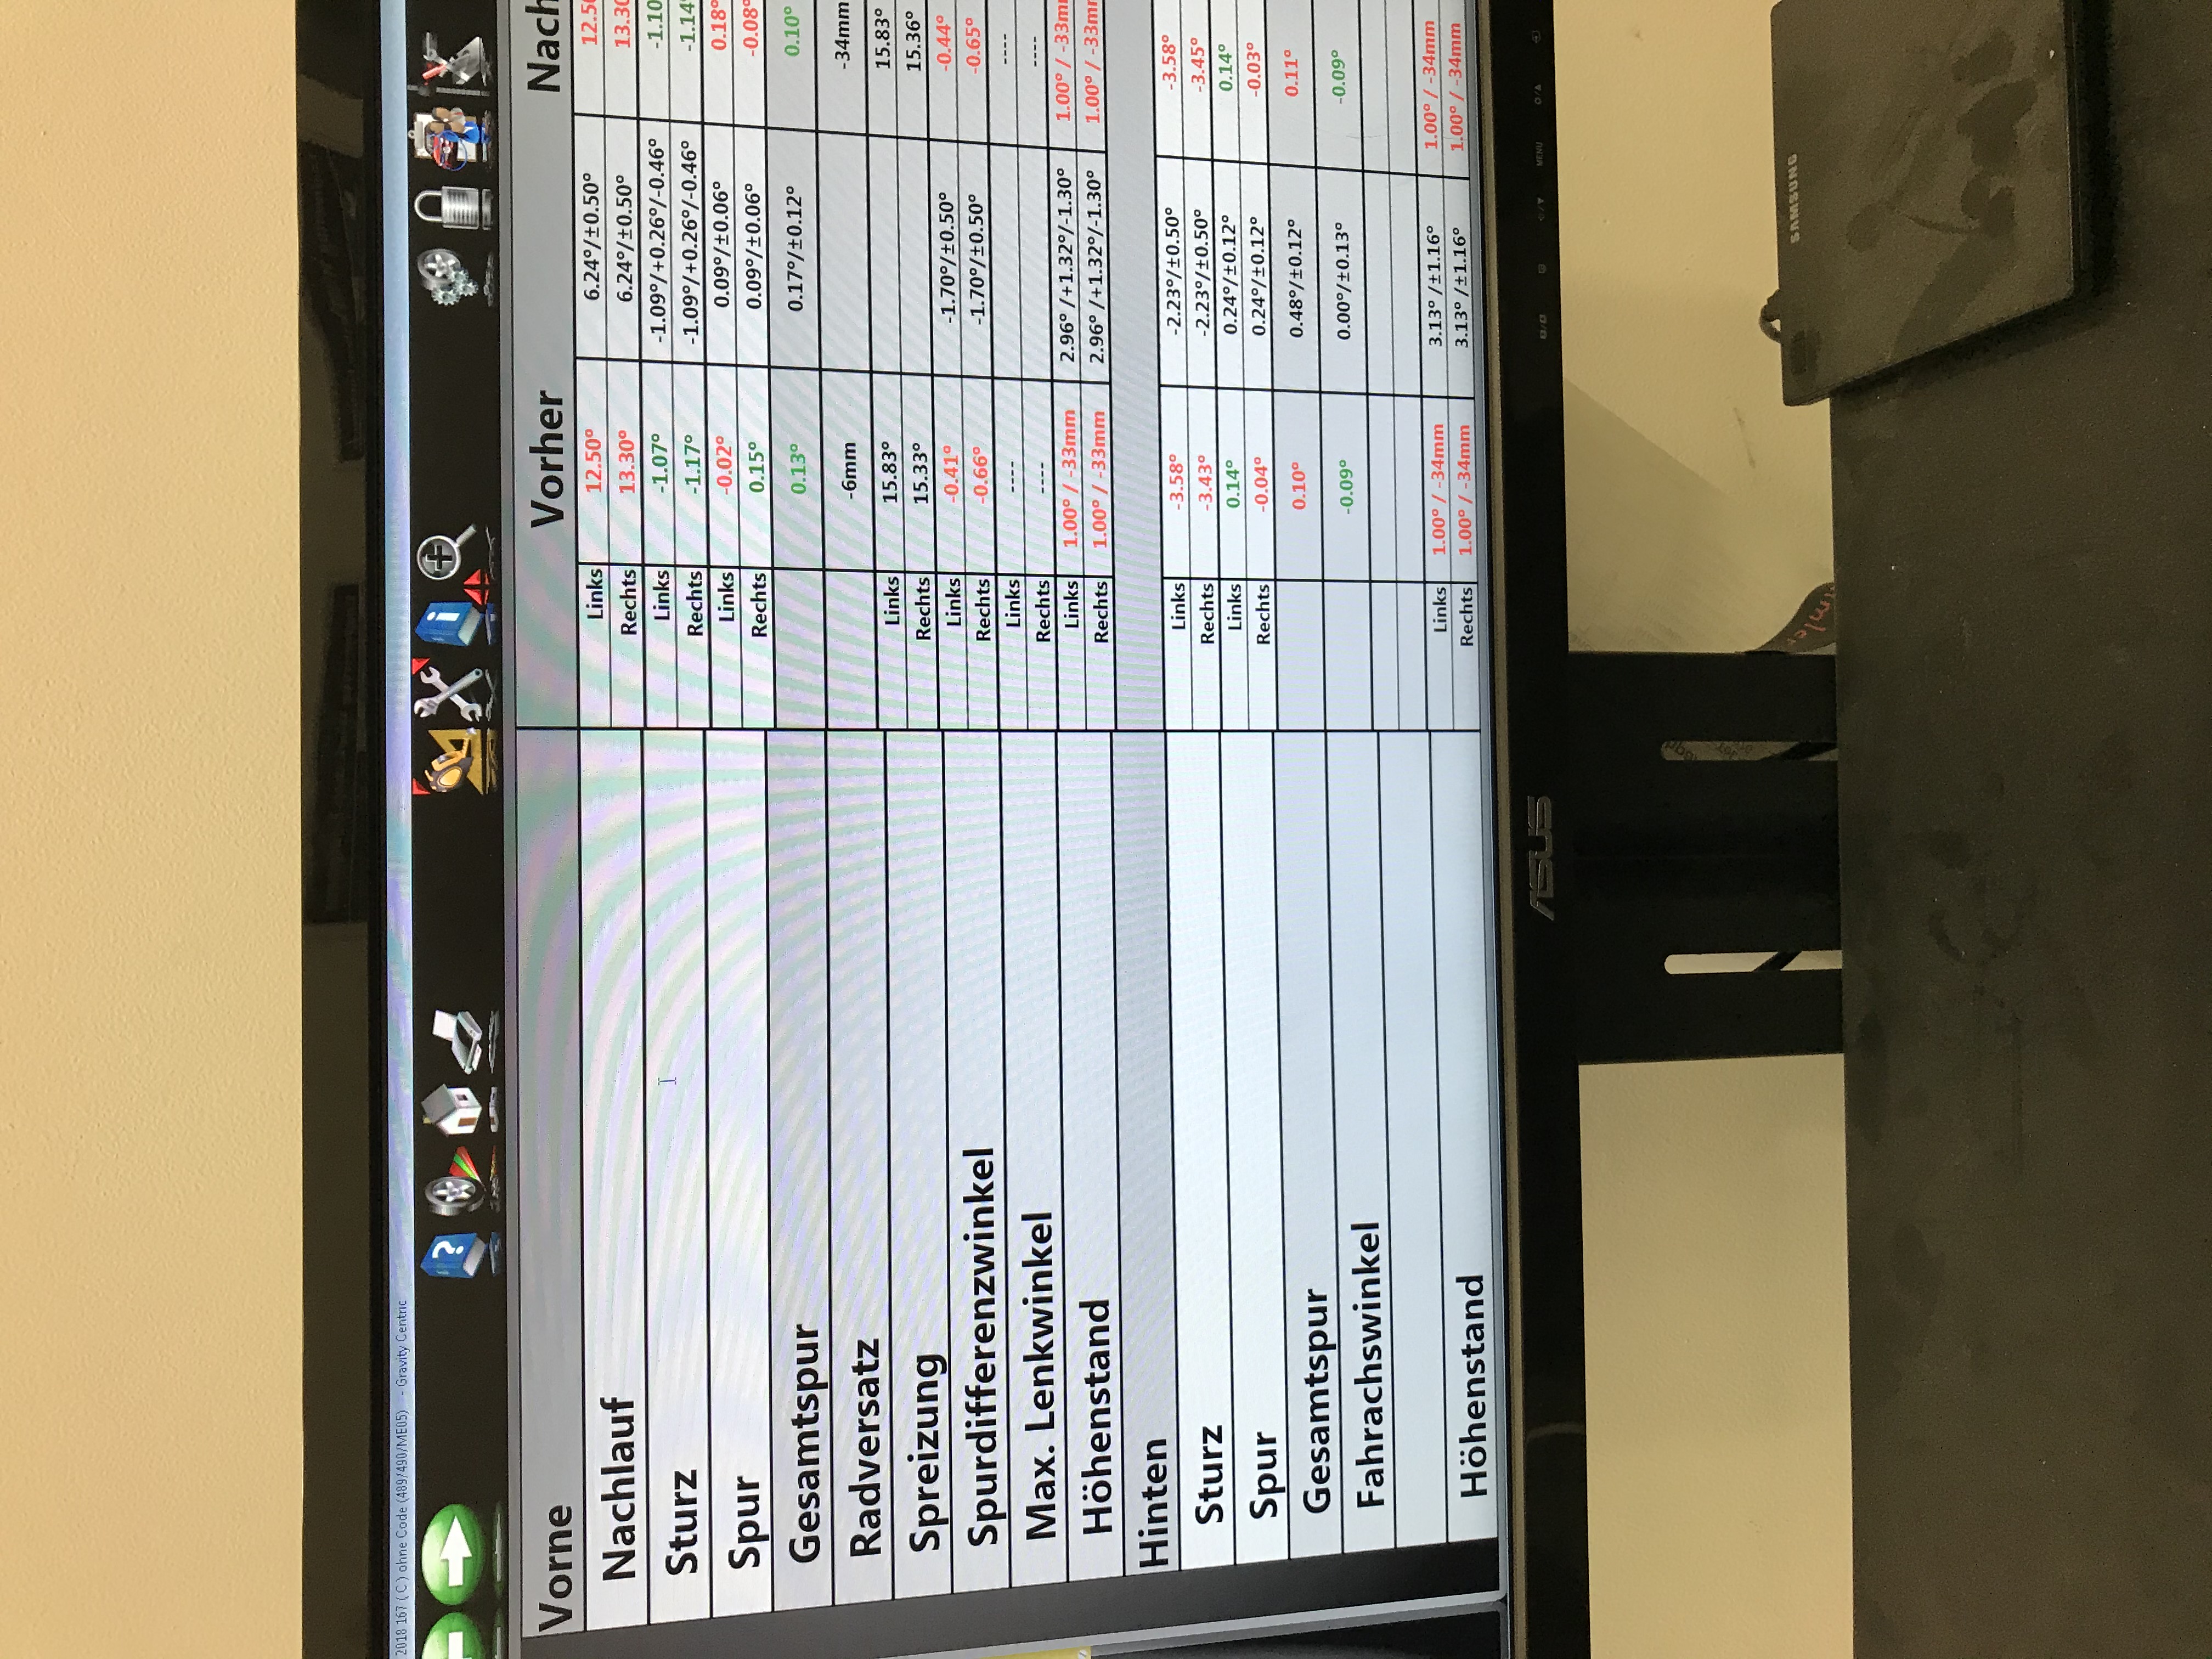 2018 167 ( C ) ohne Code (489/490/ME05) - Gravity Centric
Vorne Vorher Nach
Nachlauf Links 12.50° 6.24°/±0.50° 12.5
Rechts 13.30° 6.24°/±0.50° 13.30
Sturz Links -1.07° -1.09°/+0.26°/-0.46° -1.10
Rechts -1.17° -1.09°/+0.26°/-0.46° -1.14°
Spur Links -0.02° 0.09°/±0.06° 0.18°
Rechts 0.15° 0.09°/±0.06° -0.08°
Gesamtspur 0.13° 0.17°/±0.12° 0.10°
Radversatz -6mm -34mm
Spreizung Links 15.83° 15.83°
Rechts 15.33° 15.36°
Spurdifferenzwinkel Links -0.41° -1.70°/±0.50° -0.44°
Rechts -0.66° -1.70°/±0.50° -0.65°
Max. Lenkwinkel Links ---- ----
Rechts ---- ----
Höhenstand Links 1.00° / -33mm 2.96° /+1.32°/-1.30° 1.00° / -33mm
Rechts 1.00° / -33mm 2.96° /+1.32°/-1.30° 1.00° / -33mm
Hinten
Sturz Links -3.58° -2.23°/±0.50° -3.58°
Rechts -3.43° -2.23°/±0.50° -3.45°
Spur Links 0.14° 0.24°/±0.12° 0.14°
Rechts -0.04° 0.24°/±0.12° -0.03°
Gesamtspur 0.10° 0.48°/±0.12° 0.11°
Fahrachswinkel -0.09° 0.00°/±0.13° -0.09°
Höhenstand Links 1.00° / -34mm 3.13° /±1.16° 1.00° / -34mm
Rechts 1.00° / -34mm 3.13° /±1.16° 1.00° / -34mm
ASUS
MENU
SAMSUNG